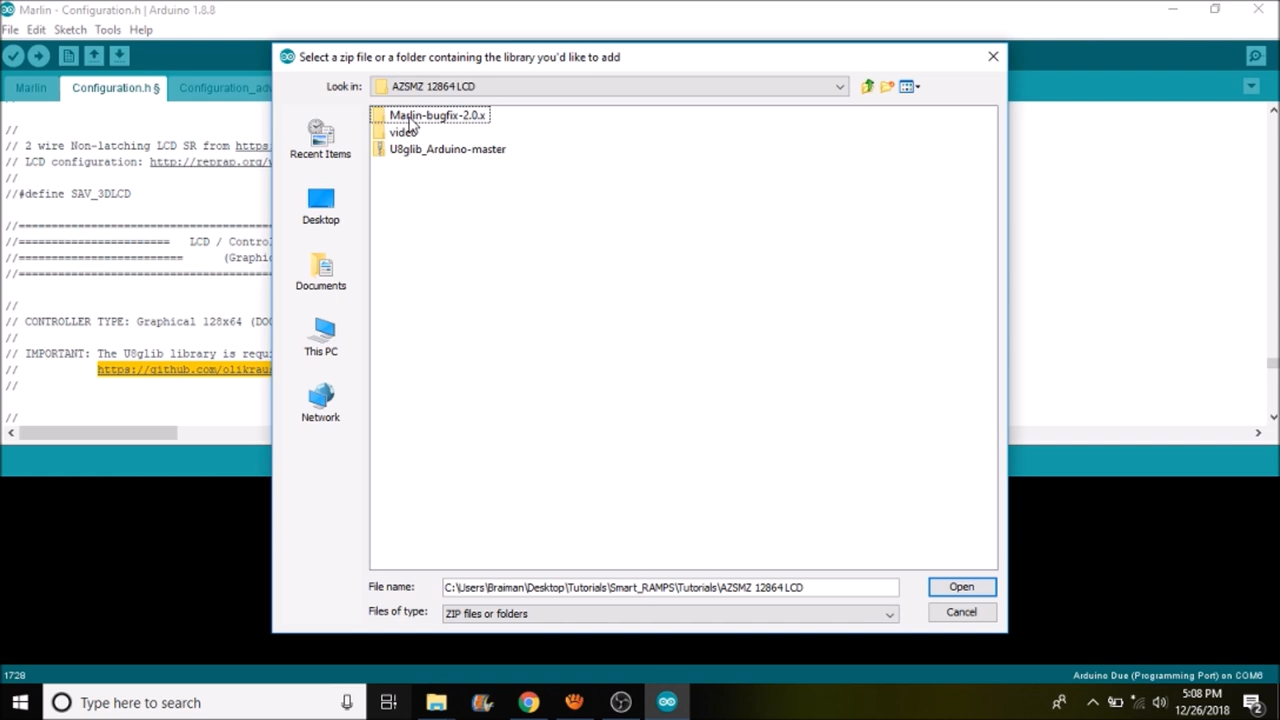 Marlin - Configuration.h | Arduino 1.8.8
File Edit Sketch Tools Help
Marlin Configuration.h § Configuration_adv
//
// 2 wire Non-latching LCD SR from https:
// LCD configuration: http://reprap.org/w
//
//#define SAV_3DLCD
//=======================================
//======================= LCD / Contro
//========================= (Graphic
//=======================================
//
// CONTROLLER TYPE: Graphical 128x64 (DOG
//
// IMPORTANT: The U8glib library is requi
// https://github.com/olikraus
//
//
Select a zip file or a folder containing the library you'd like to add
Look in: AZSMZ 12864 LCD
Recent Items
Desktop
Documents
This PC
Network
Marlin-bugfix-2.0.x
video
U8glib_Arduino-master
File name: C:\Users\Braiman\Desktop\Tutorials\Smart_RAMPS\Tutorials\AZSMZ 12864 LCD
Open
Files of type: ZIP files or folders
Cancel
1728
Arduino Due (Programming Port) on COM6
Type here to search
5:08 PM
12/26/2018
2